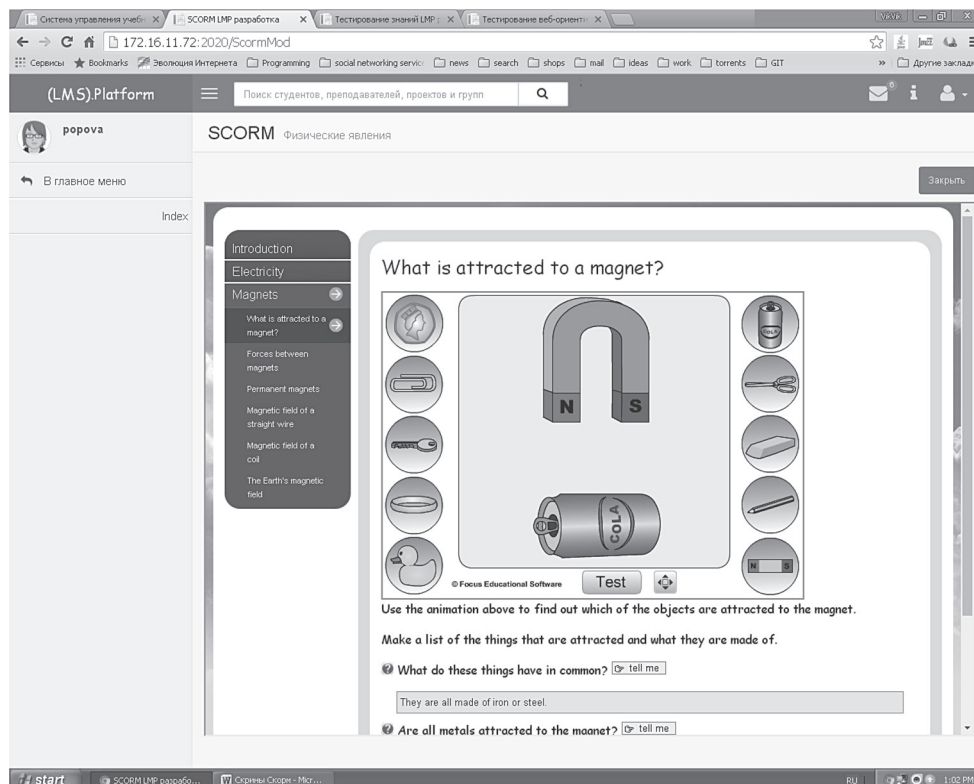 Система управления учебн
SCORM LMP разработка
Тестирование знаний LMP р
Тестирование веб-ориенти
172.16.11.72:2020/ScormMod
Сервисы Bookmarks Эволюция Интернета Programming social networking service news search shops mail ideas work torrents GIT » Другие заклад
(LMS).Platform
Поиск студентов, преподавателей, проектов и групп
0
popova
SCORM Физические явления
В главное меню
Закрыть
Index
Introduction
Electricity
Magnets
What is attracted to a
magnet?
Forces between
magnets
Permanent magnets
Magnetic field of a
straight wire
Magnetic field of a
coil
The Earth's magnetic
field
What is attracted to a magnet?
N S
COLA
COLA
N S
© Focus Educational Software
Test
Use the animation above to find out which of the objects are attracted to the magnet.
Make a list of the things that are attracted and what they are made of.
What do these things have in common? tell me
They are all made of iron or steel.
Are all metals attracted to the magnet? tell me
start
SCORM LMP разрабо...
Скрины Скорм - Micr...
RU
1:02 PM